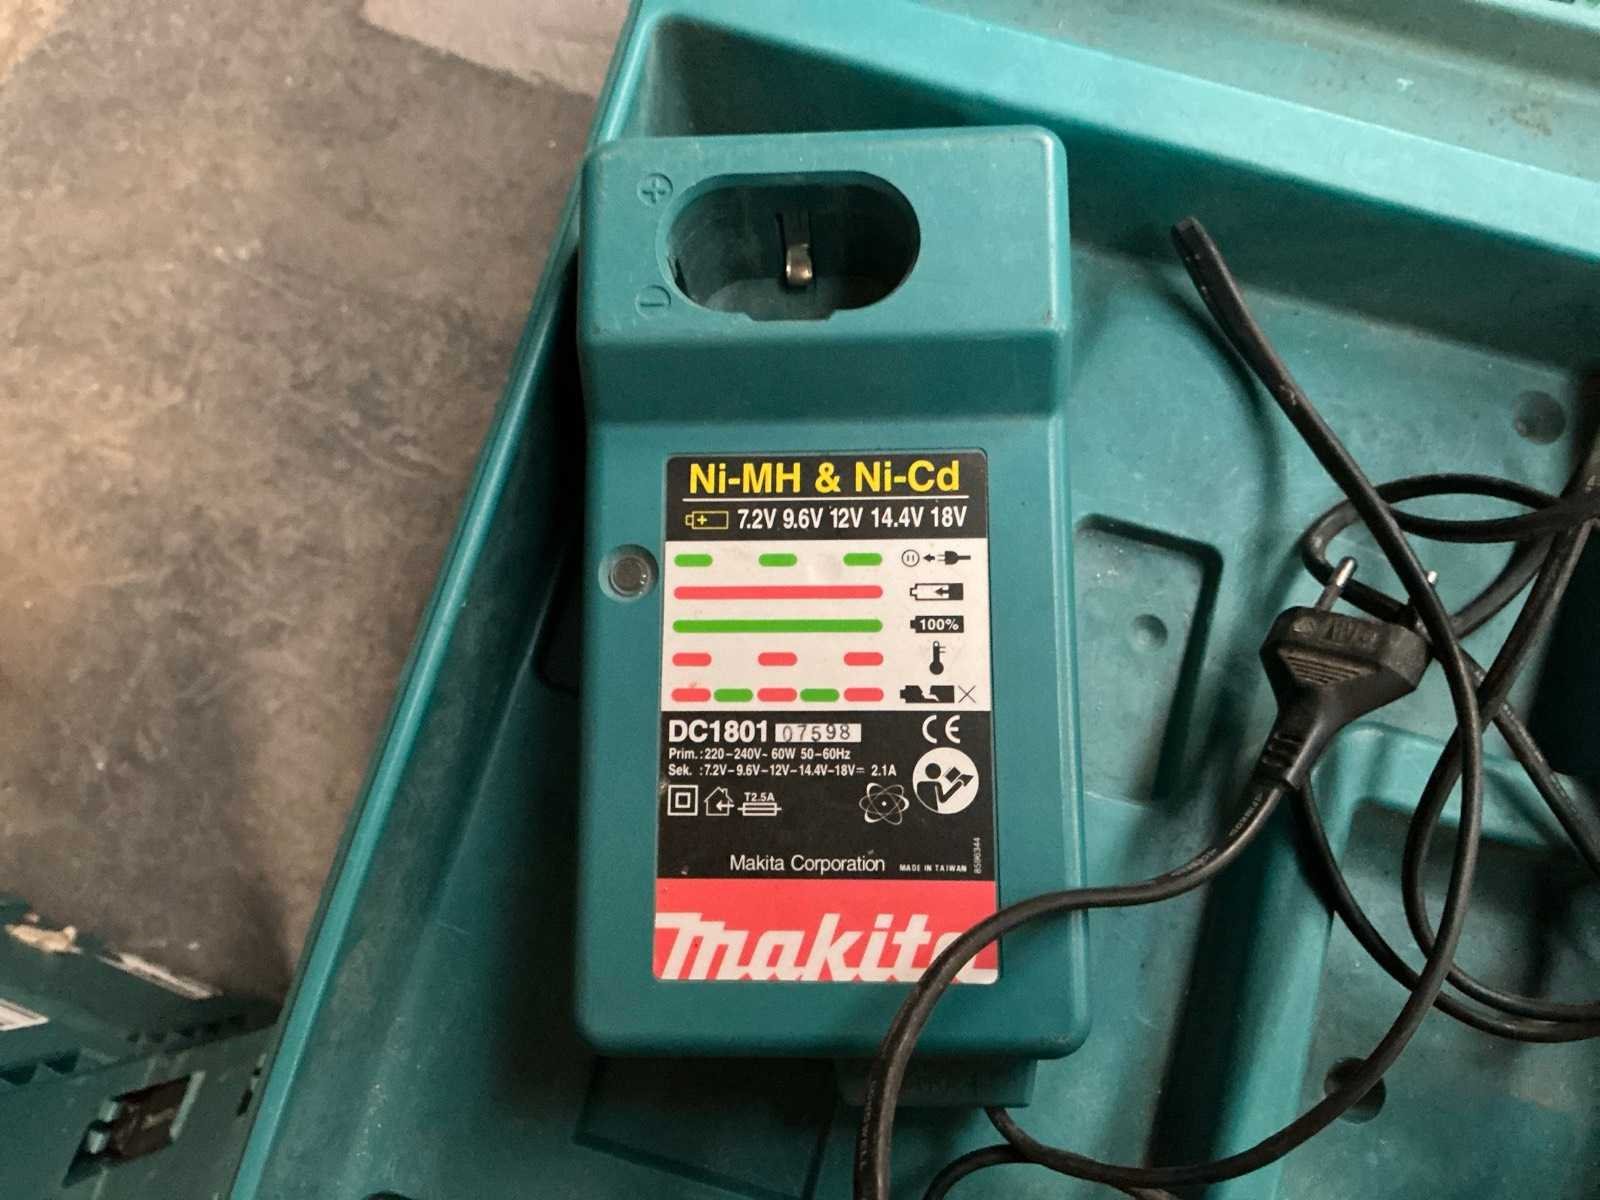 Ni-MH & Ni-Cd
7.2V 9.6V 12V 14.4V 18V
100%
DC1801 07598
Prim.:220-240V~ 60W 50-60Hz
Sek. :7.2V-9.6V-12V-14.4V-18V⎓ 2.1A
T2.5A
8596344
Makita Corporation MADE IN TAIWAN
makita